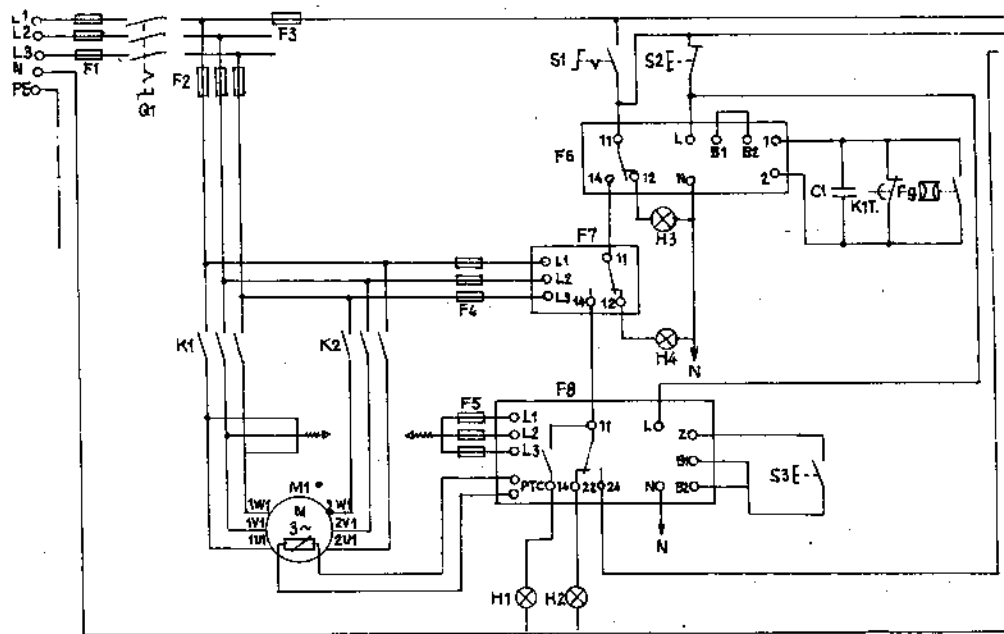 L1
L2
L3
N
PE
F1
Q1
F2
F3
S1
S2
F6
11
L
B1
B2
1
2
14
12
N
C1
K1T.
F9
H3
F7
L1
11
L2
L3
14
12
F4
H4
N
K1
K2
F8
F5
L1
L2
L3
11
L
Z
B1
B2
S3
PTC
14
22
24
N
N
M1
1W1
2W1
M
1V1
2V1
3~
1U1
2U1
H1
H2